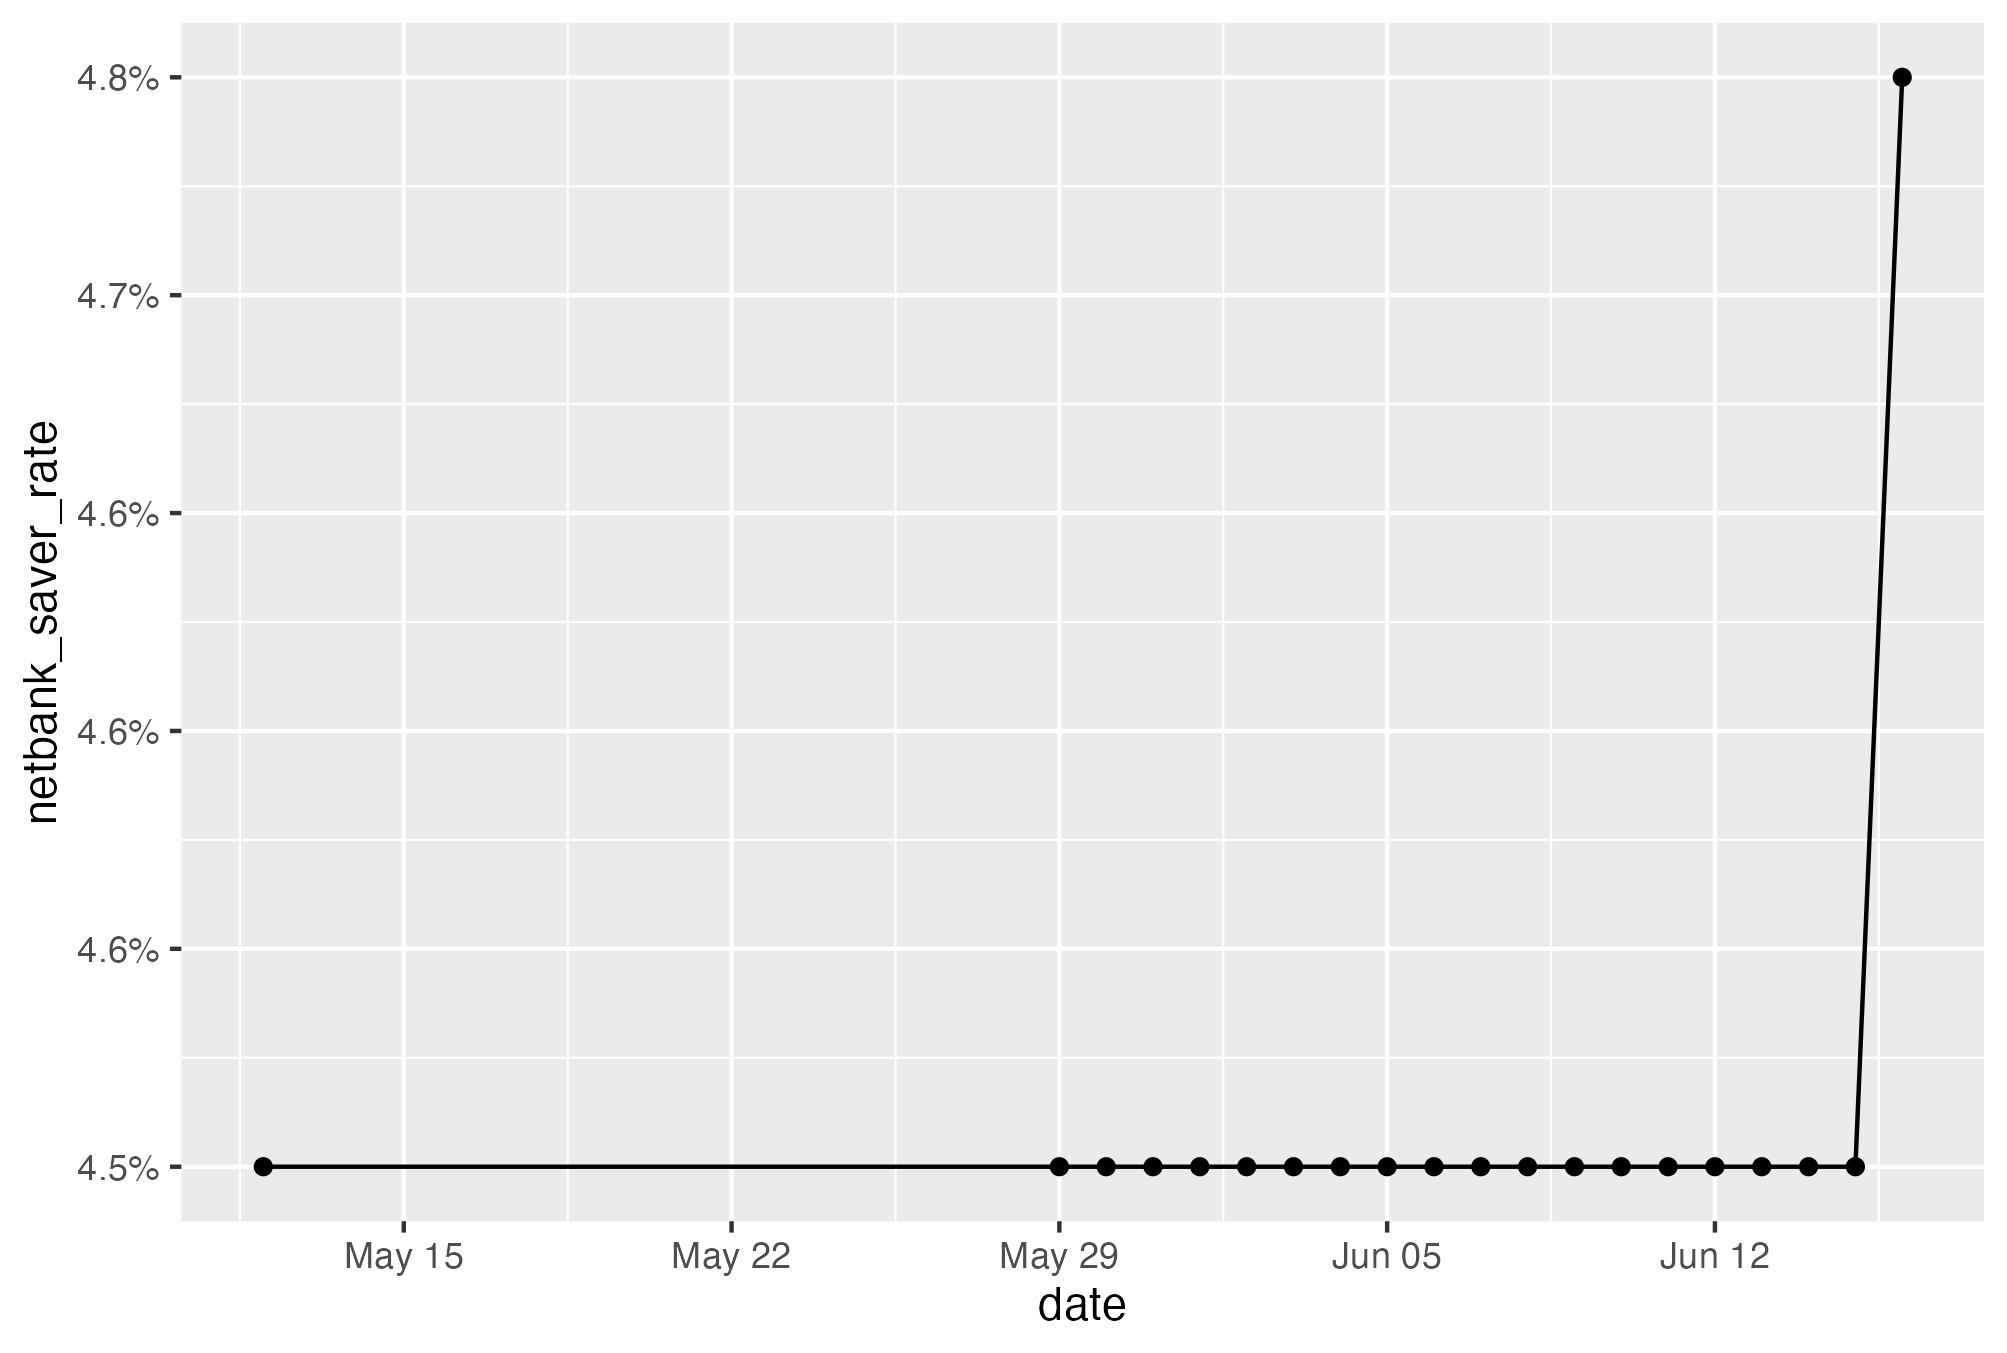 4.8%
4.7%
4.6%
4.6%
4.6%
4.5%
netbank_saver_rate
May 15
May 22
May 29
Jun 05
Jun 12
date